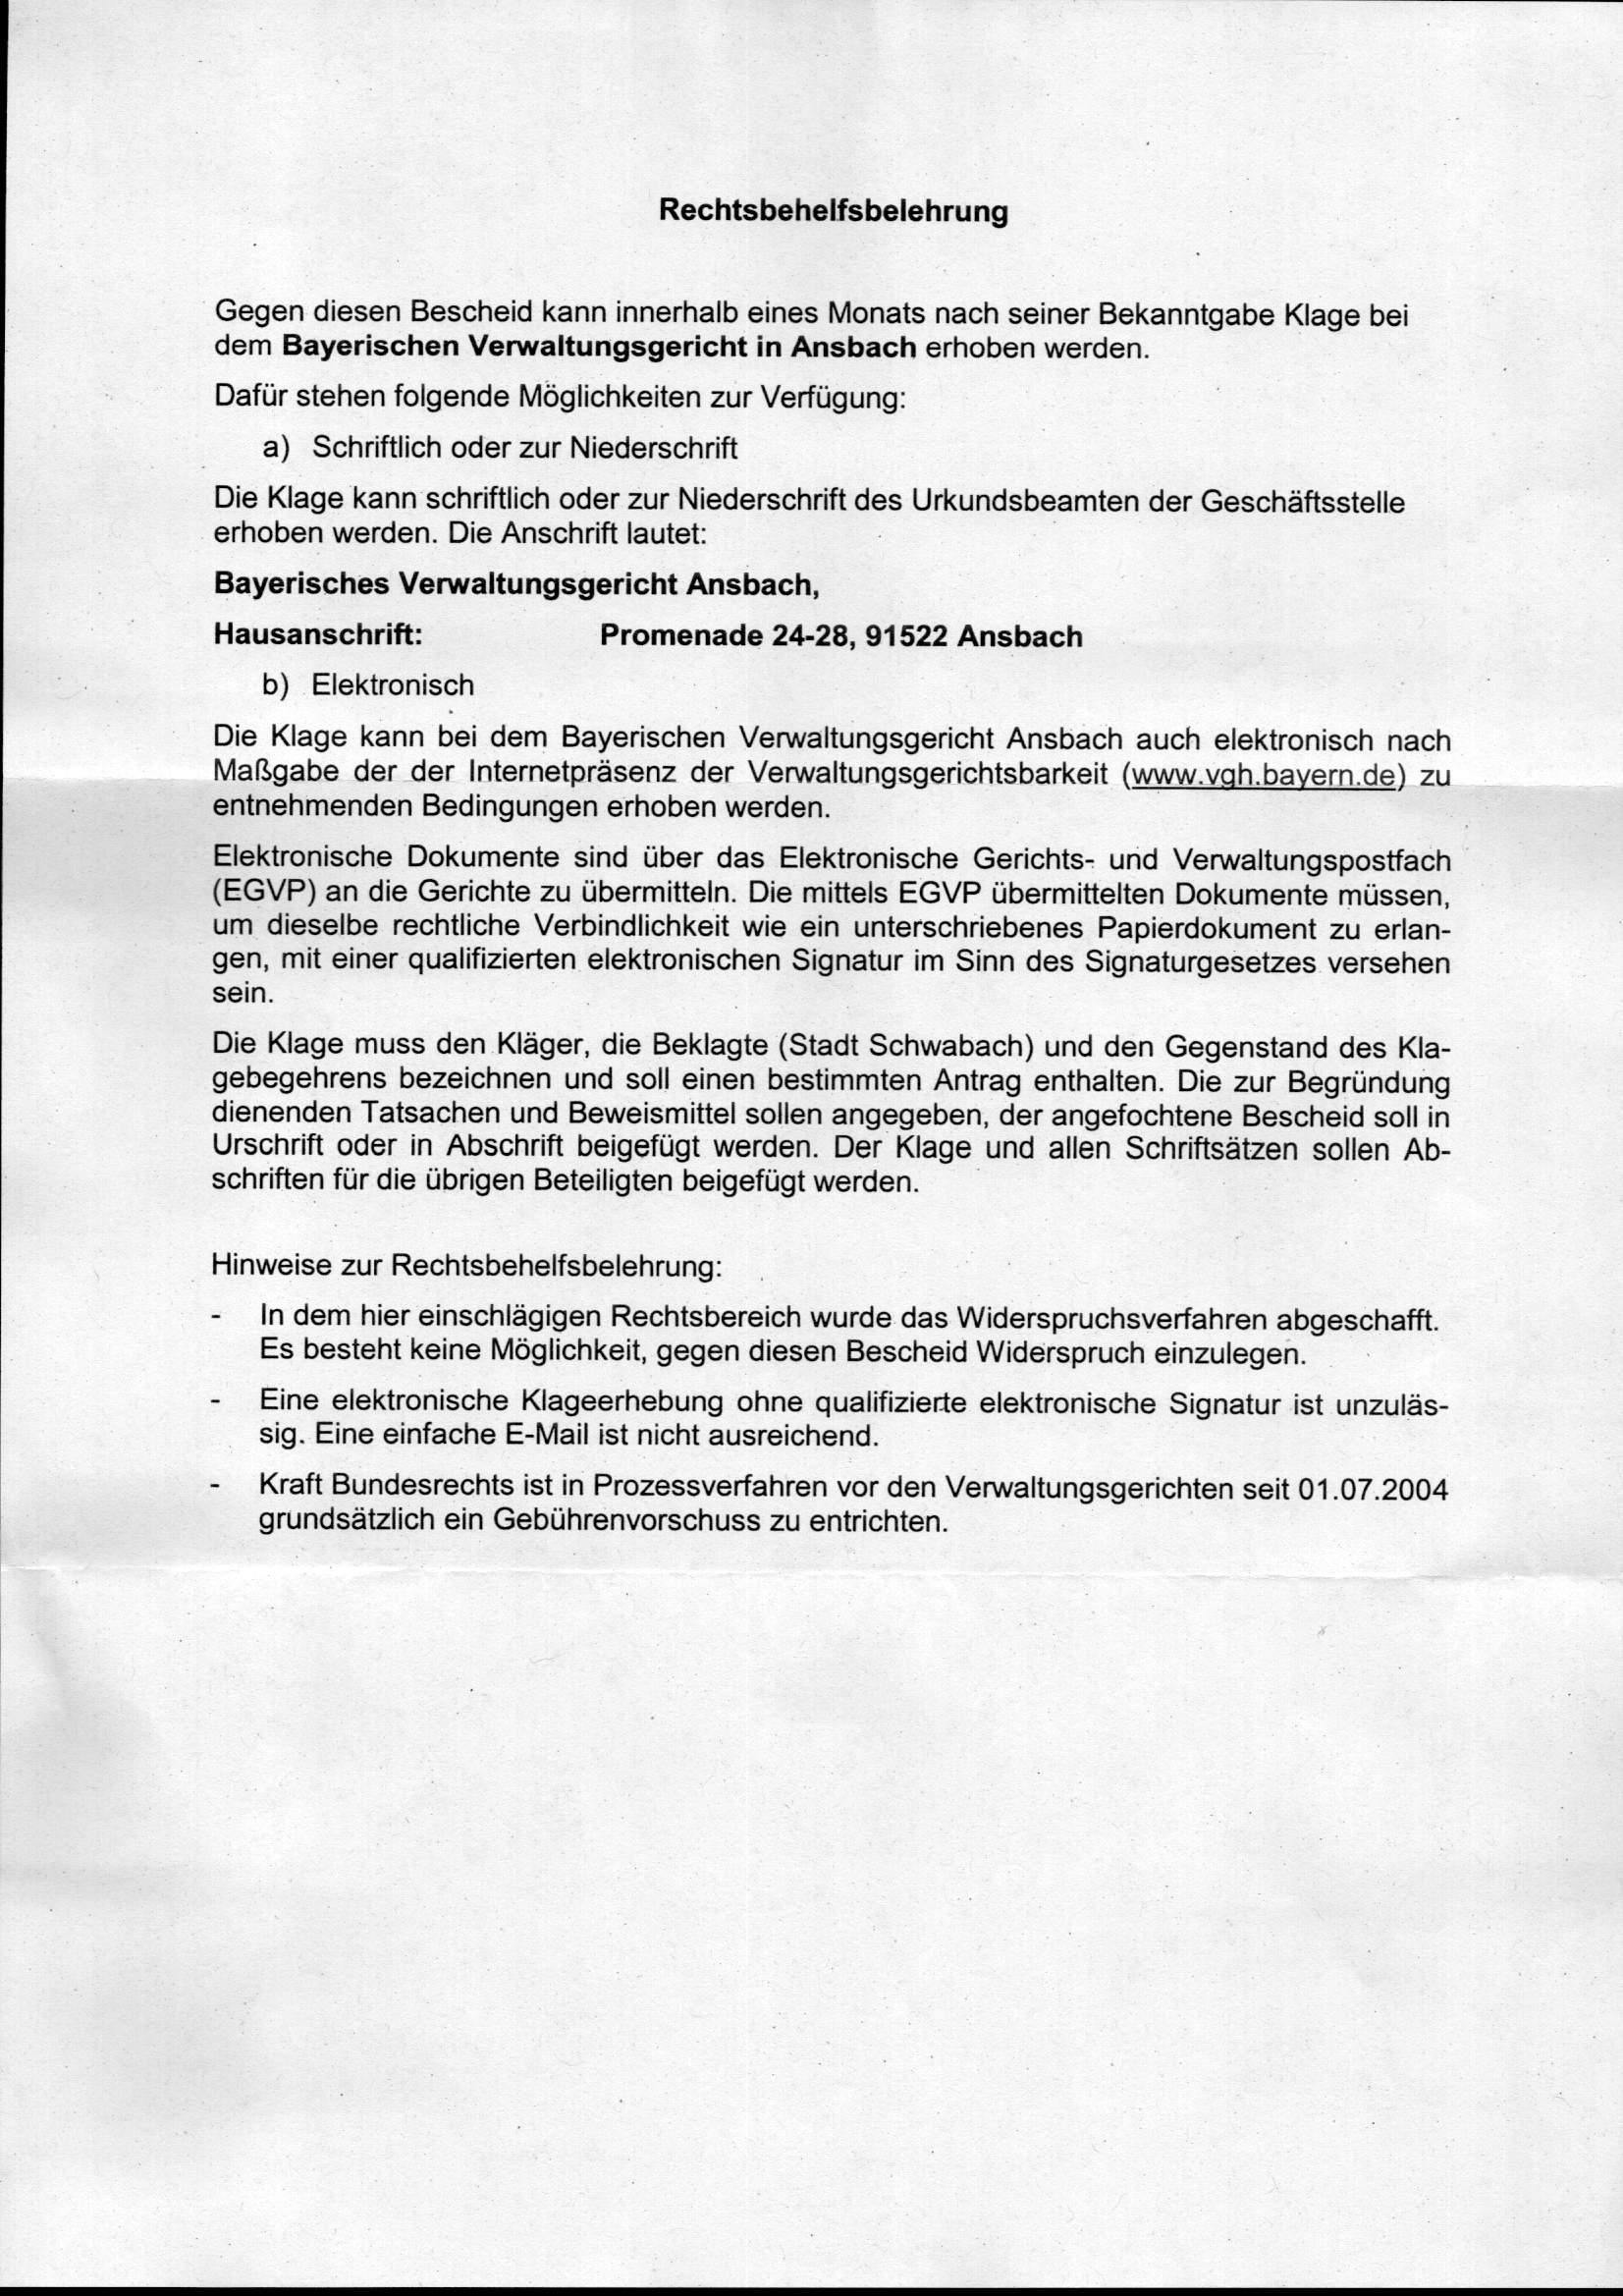 Rechtsbehelfsbelehrung
Gegen diesen Bescheid kann innerhalb eines Monats nach seiner Bekanntgabe Klage bei
dem Bayerischen Verwaltungsgericht in Ansbach erhoben werden.
Dafür stehen folgende Möglichkeiten zur Verfügung:
a) Schriftlich oder zur Niederschrift
Die Klage kann schriftlich oder zur Niederschrift des Urkundsbeamten der Geschäftsstelle
erhoben werden. Die Anschrift lautet:
Bayerisches Verwaltungsgericht Ansbach,
Hausanschrift: Promenade 24-28, 91522 Ansbach
b) Elektronisch
Die Klage kann bei dem Bayerischen Verwaltungsgericht Ansbach auch elektronisch nach
Maßgabe der der Internetpräsenz der Verwaltungsgerichtsbarkeit (www.vgh.bayern.de) zu
entnehmenden Bedingungen erhoben werden.
Elektronische Dokumente sind über das Elektronische Gerichts- und Verwaltungspostfach
(EGVP) an die Gerichte zu übermitteln. Die mittels EGVP übermittelten Dokumente müssen,
um dieselbe rechtliche Verbindlichkeit wie ein unterschriebenes Papierdokument zu erlan-
gen, mit einer qualifizierten elektronischen Signatur im Sinn des Signaturgesetzes versehen
sein.
Die Klage muss den Kläger, die Beklagte (Stadt Schwabach) und den Gegenstand des Kla-
gebegehrens bezeichnen und soll einen bestimmten Antrag enthalten. Die zur Begründung
dienenden Tatsachen und Beweismittel sollen angegeben, der angefochtene Bescheid soll in
Urschrift oder in Abschrift beigefügt werden. Der Klage und allen Schriftsätzen sollen Ab-
schriften für die übrigen Beteiligten beigefügt werden.
Hinweise zur Rechtsbehelfsbelehrung:
- In dem hier einschlägigen Rechtsbereich wurde das Widerspruchsverfahren abgeschafft.
Es besteht keine Möglichkeit, gegen diesen Bescheid Widerspruch einzulegen.
- Eine elektronische Klageerhebung ohne qualifizierte elektronische Signatur ist unzuläs-
sig. Eine einfache E-Mail ist nicht ausreichend.
- Kraft Bundesrechts ist in Prozessverfahren vor den Verwaltungsgerichten seit 01.07.2004
grundsätzlich ein Gebührenvorschuss zu entrichten.